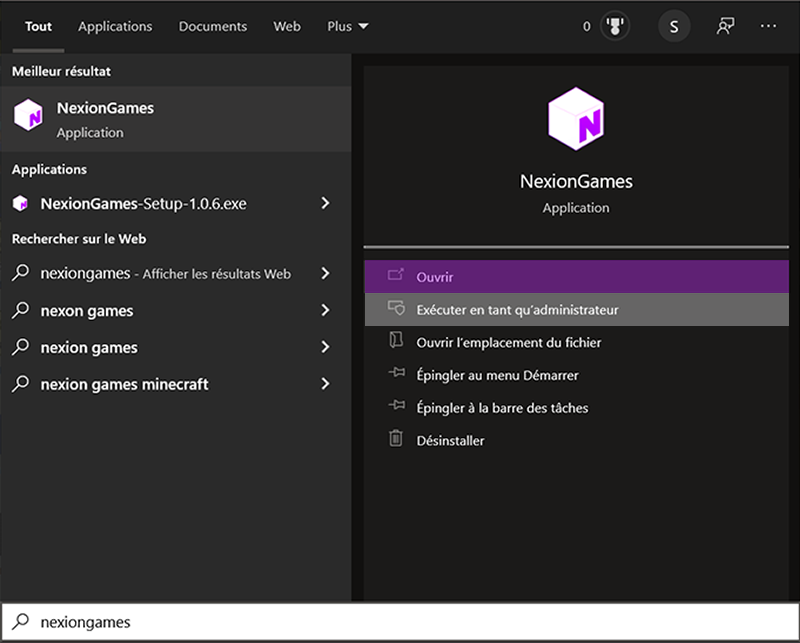 Tout Applications Documents Web Plus 0 S
Meilleur résultat
NexionGames
Application
Applications
NexionGames-Setup-1.0.6.exe
Rechercher sur le Web
nexiongames - Afficher les résultats Web
nexon games
nexion games
nexion games minecraft
N
NexionGames
Application
Ouvrir
Exécuter en tant qu’administrateur
Ouvrir l’emplacement du fichier
Épingler au menu Démarrer
Épingler à la barre des tâches
Désinstaller
nexiongames